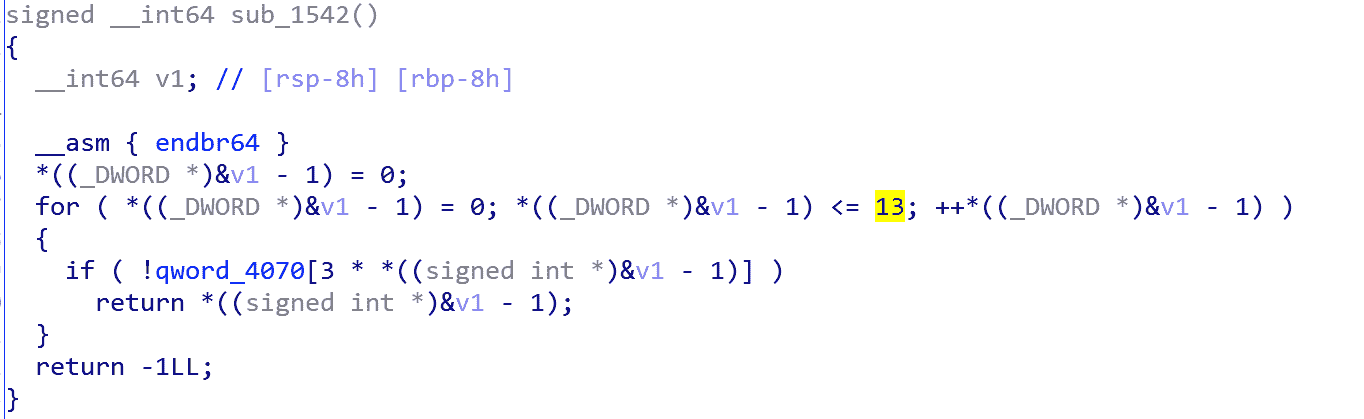 signed __int64 sub_1542()
{
  __int64 v1; // [rsp-8h] [rbp-8h]
  __asm { endbr64 }
  *((_DWORD *)&v1 - 1) = 0;
  for ( *((_DWORD *)&v1 - 1) = 0; *((_DWORD *)&v1 - 1) <= 13; ++*((_DWORD *)&v1 - 1) )
  {
    if ( !qword_4070[3 * *((signed int *)&v1 - 1)] )
      return *((signed int *)&v1 - 1);
  }
  return -1LL;
}